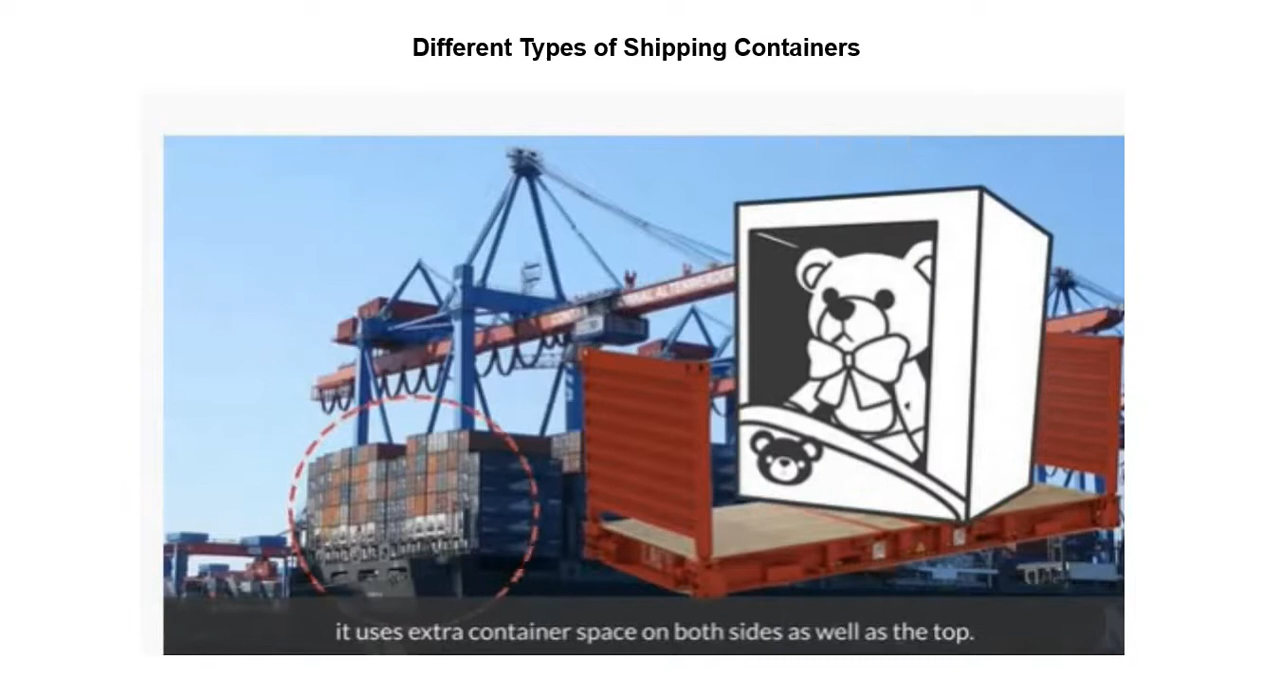 Different Types of Shipping Containers
it uses extra container space on both sides as well as the top.